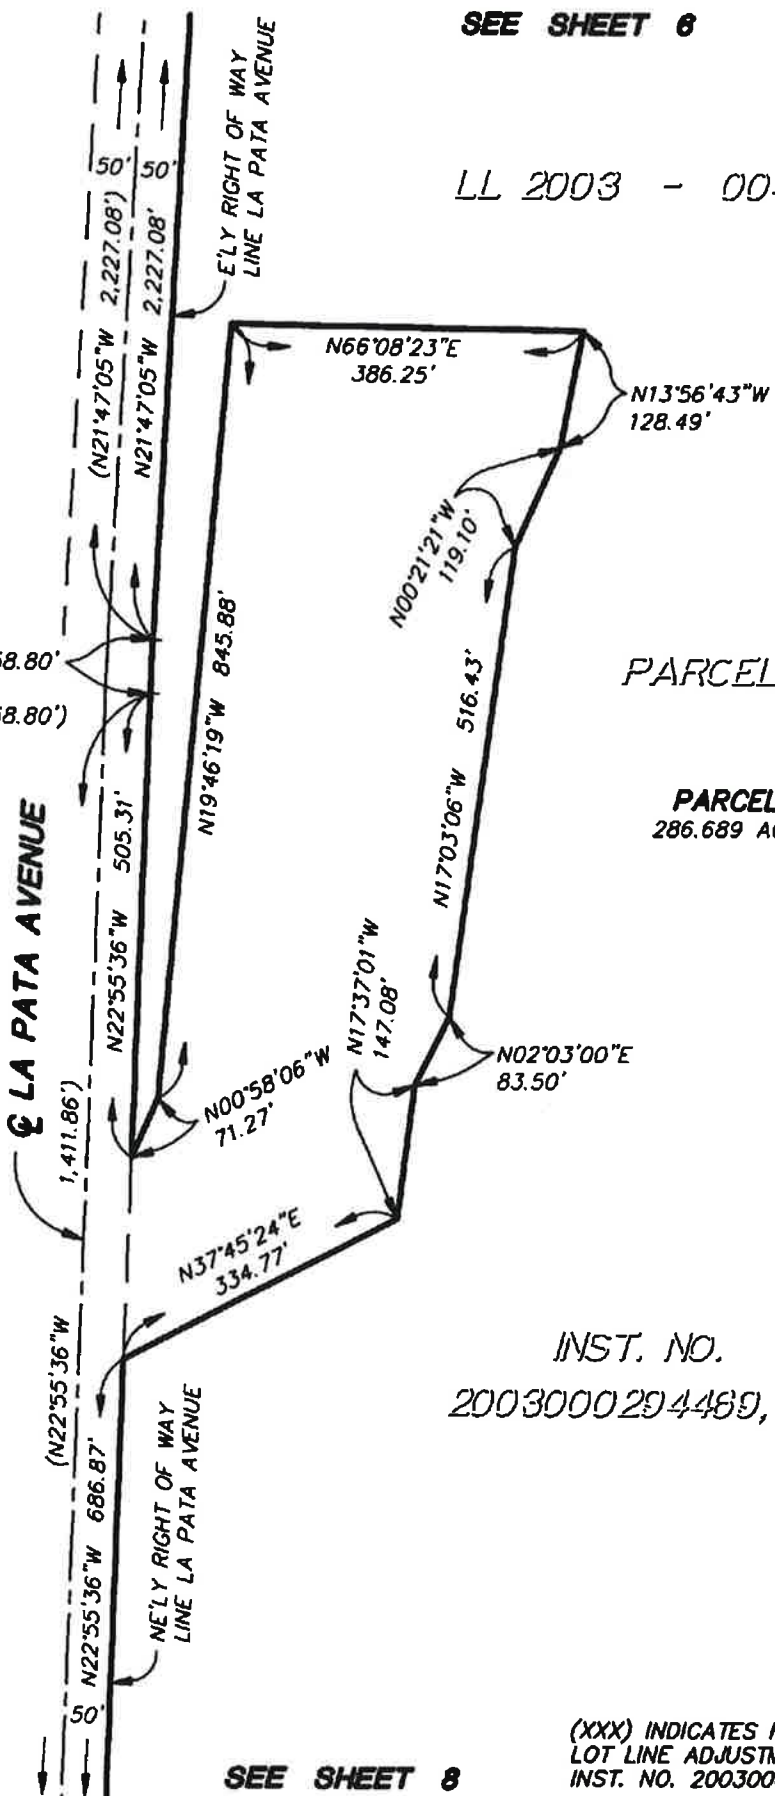 SEE SHEET 6
50' 50'
E'LY RIGHT OF WAY
LINE LA PATA AVENUE
LL 2003 - 00
(N21°47'05"W 2,227.08')
N21°47'05"W 2,227.08'
N66°08'23"E
386.25'
N13°56'43"W
128.49'
N00°21'21"W
119.10'
8.80'
8.80')
N19°46'19"W 845.88'
N17°03'06"W 516.43'
PARCEL
PARCEL
286.689
℄ LA PATA AVENUE
N22°55'36"W 505.31'
N00°58'06"W
71.27'
N17°37'01"W
147.08'
N02°03'00"E
83.50'
(N22°55'36"W 1,411.86')
N37°45'24"E
334.77'
INST. NO.
2003000294489,
N22°55'36"W 686.87'
NE'LY RIGHT OF WAY
LINE LA PATA AVENUE
50'
SEE SHEET 8
(XXX) INDICATES
LOT LINE
INST. NO. 200300